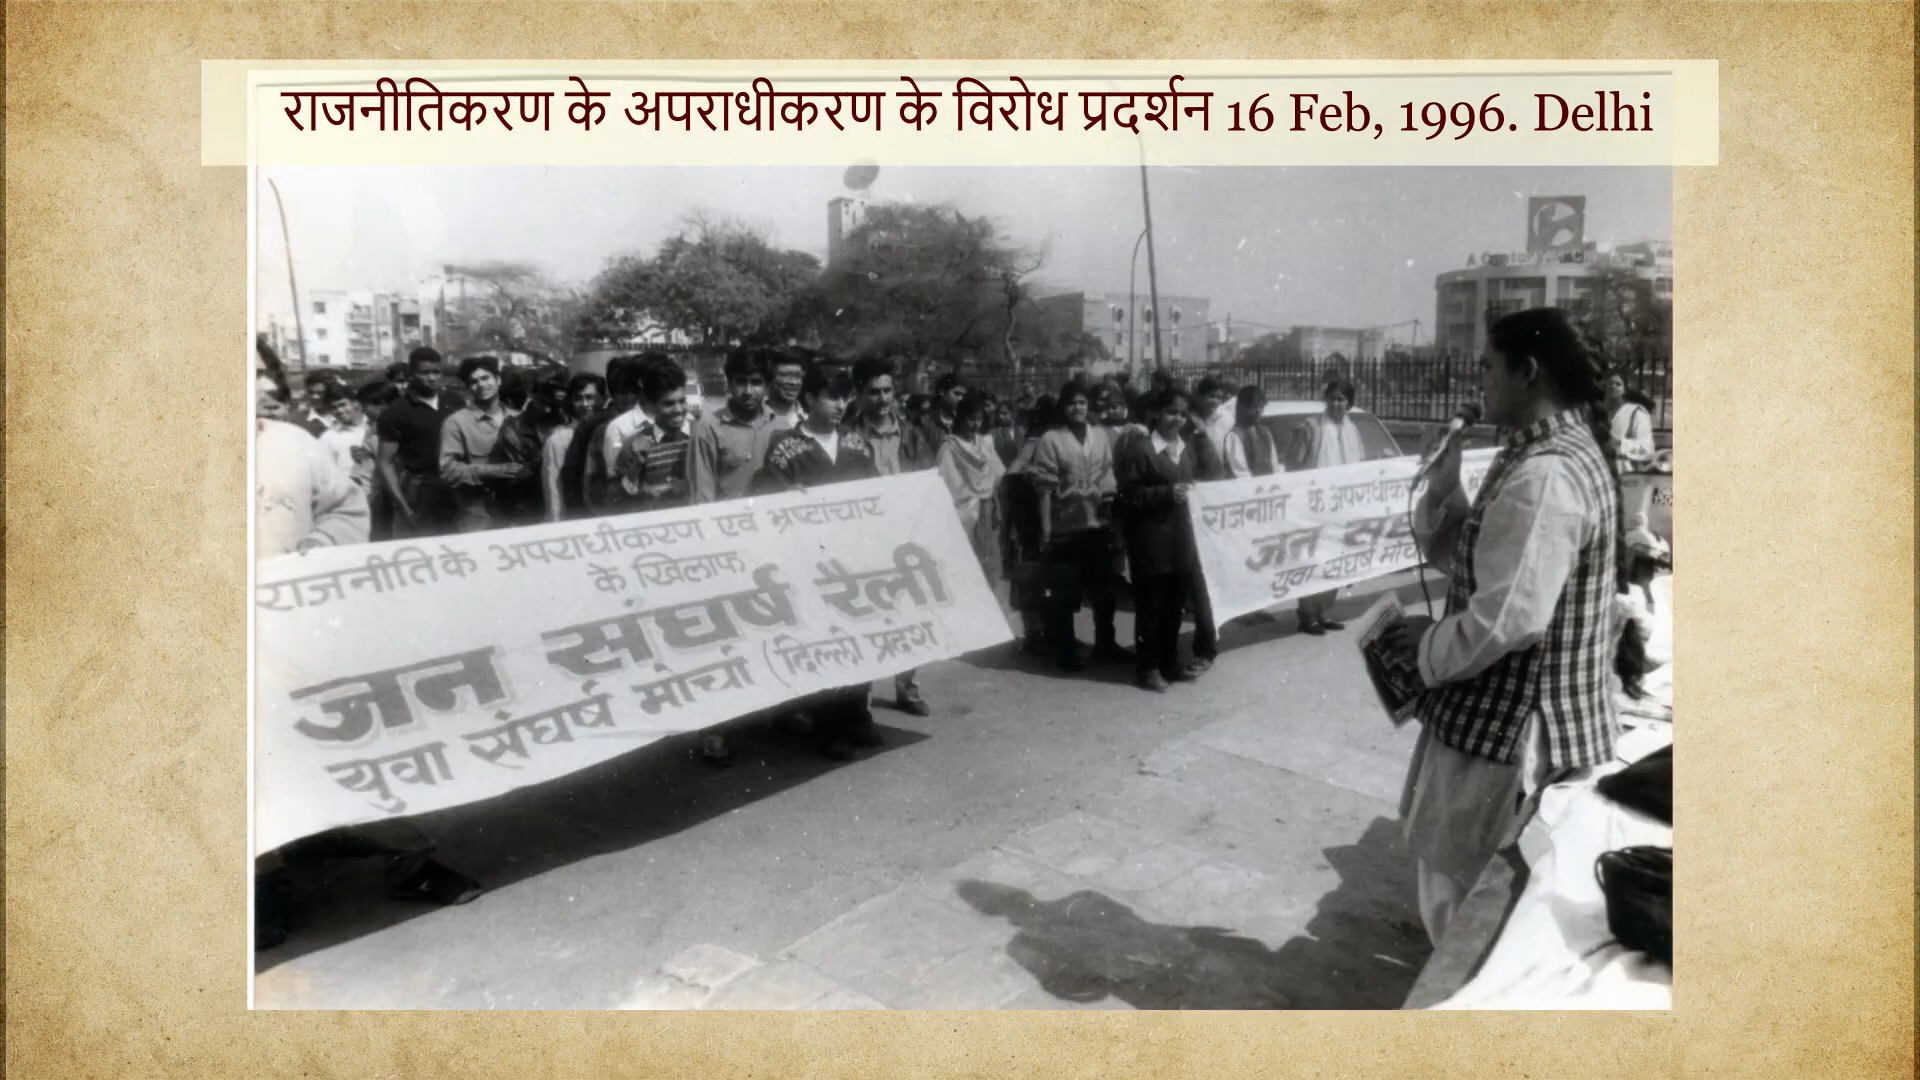 राजनीतिकरण के अपराधीकरण के विरोध प्रदर्शन 16 Feb, 1996. Delhi
राजनीति के अपराधीकरण एवं भ्रष्टाचार
के खिलाफ
जन संघर्ष रैली
युवा संघर्ष मोर्चा (दिल्ली प्रदेश)
राजनीति के अपराधीकरण
जन
युवा संघर्ष